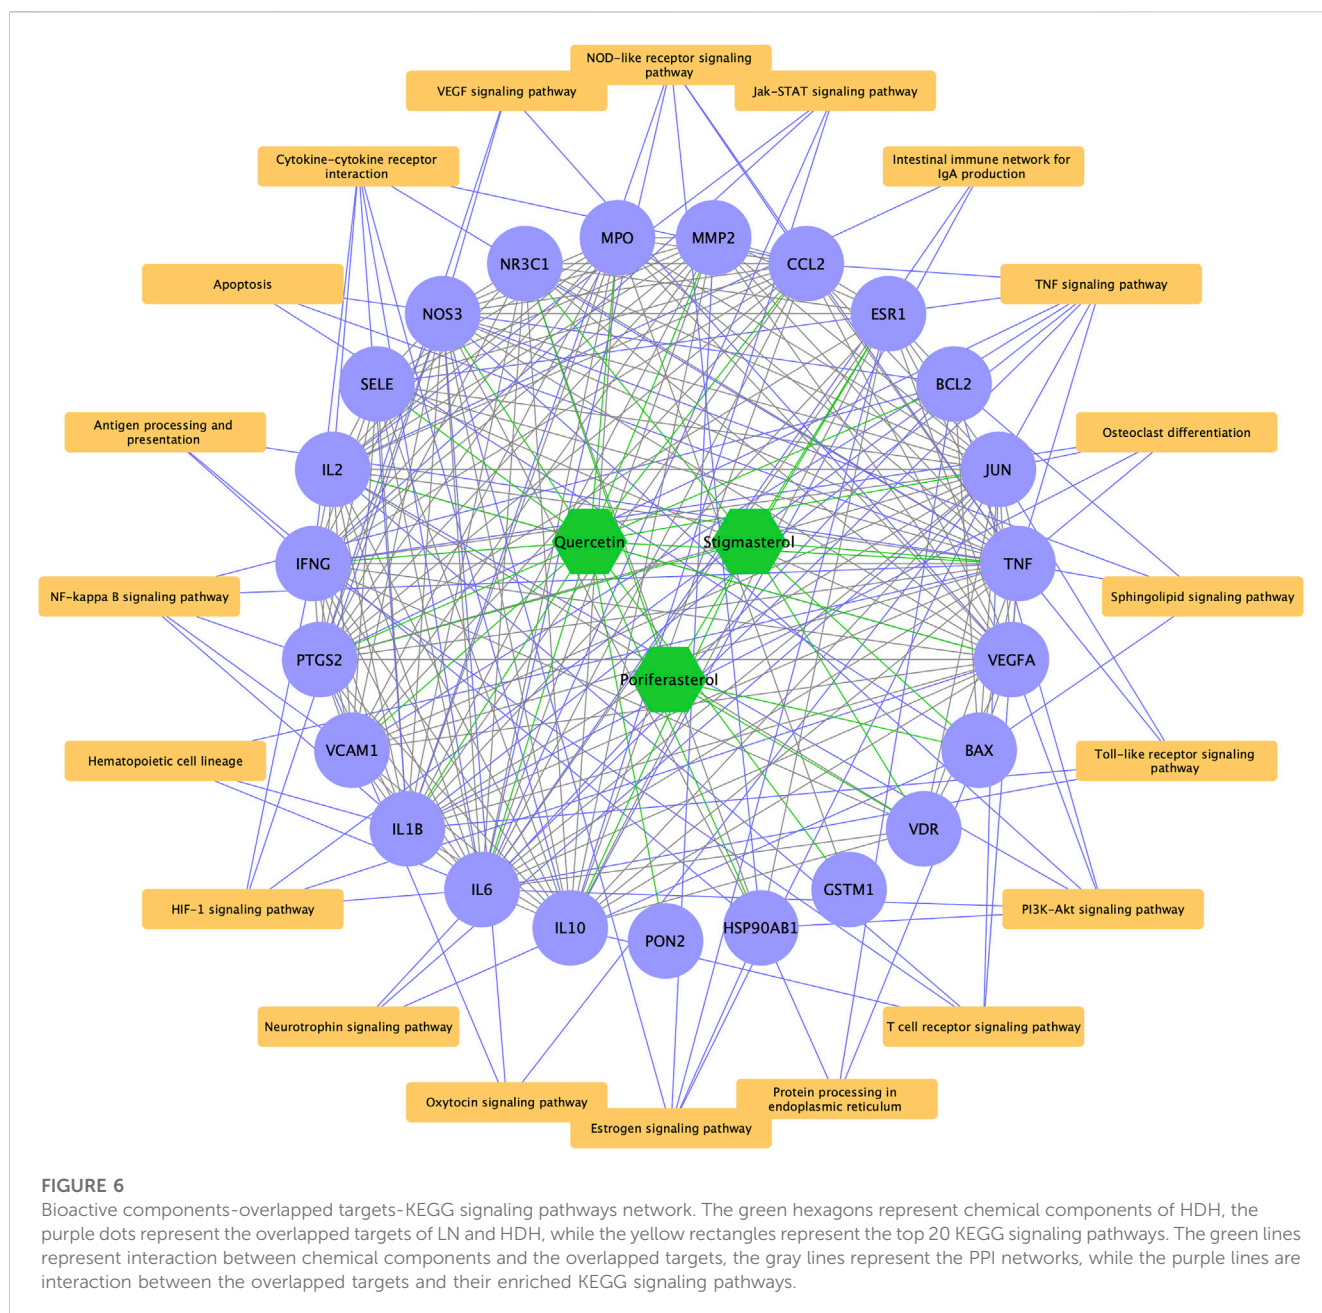 NOD-like receptor signaling
pathway
VEGF signaling pathway
Jak-STAT signaling pathway
Cytokine-cytokine receptor
interaction
Intestinal immune network for
IgA production
MPO
MMP2
NR3C1
CCL2
Apoptosis
TNF signaling pathway
NOS3
ESR1
SELE
BCL2
Antigen processing and
presentation
Osteoclast differentiation
IL2
JUN
Quercetin
Stigmasterol
IFNG
TNF
NF-kappa B signaling pathway
Sphingolipid signaling pathway
PTGS2
VEGFA
Poriferasterol
VCAM1
BAX
Hematopoietic cell lineage
Toll-like receptor signaling
pathway
IL1B
VDR
IL6
GSTM1
HIF-1 signaling pathway
PI3K-Akt signaling pathway
IL10
PON2
HSP90AB1
Neurotrophin signaling pathway
T cell receptor signaling pathway
Oxytocin signaling pathway
Protein processing in
endoplasmic reticulum
Estrogen signaling pathway
FIGURE 6
Bioactive components-overlapped targets-KEGG signaling pathways network. The green hexagons represent chemical components of HDH, the
purple dots represent the overlapped targets of LN and HDH, while the yellow rectangles represent the top 20 KEGG signaling pathways. The green lines
represent interaction between chemical components and the overlapped targets, the gray lines represent the PPI networks, while the purple lines are
interaction between the overlapped targets and their enriched KEGG signaling pathways.